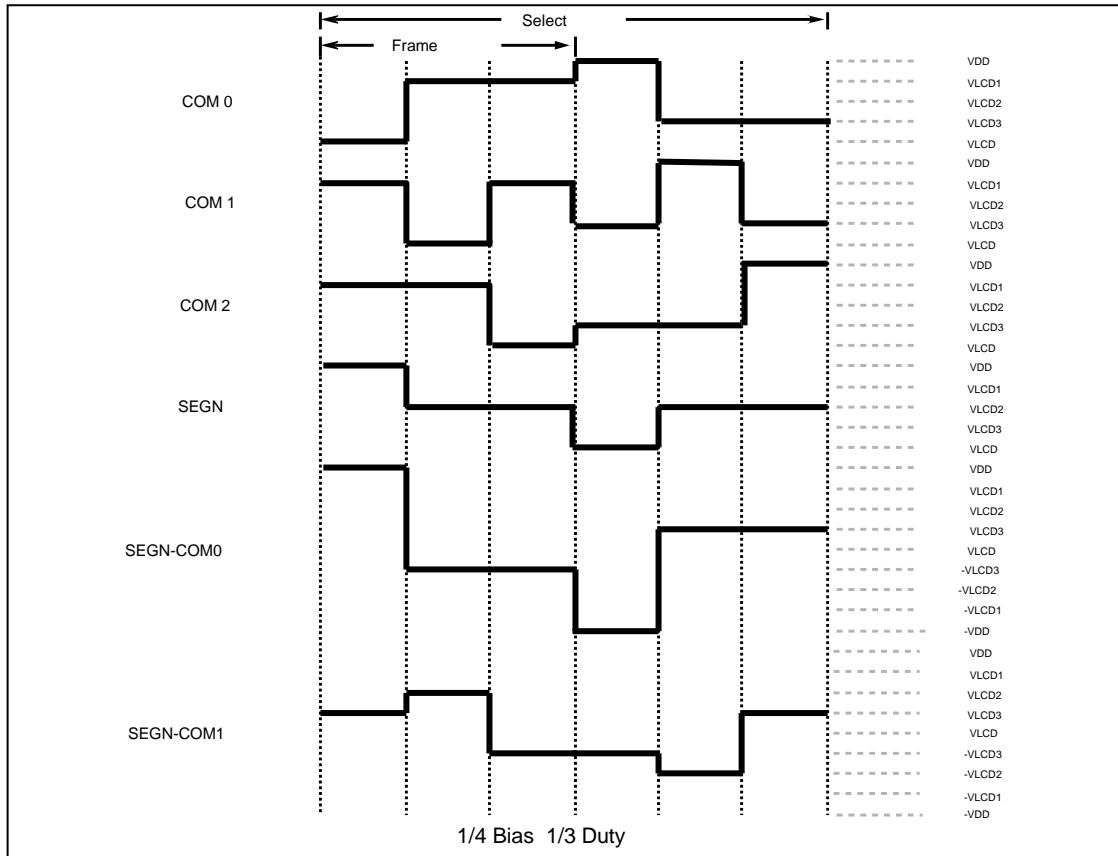 Select
Frame
COM 0
VDD
VLCD1
VLCD2
VLCD3
VLCD
COM 1
VDD
VLCD1
VLCD2
VLCD3
VLCD
COM 2
VDD
VLCD1
VLCD2
VLCD3
VLCD
SEGN
VDD
VLCD1
VLCD2
VLCD3
VLCD
SEGN-COM0
VDD
VLCD1
VLCD2
VLCD3
VLCD
-VLCD3
-VLCD2
-VLCD1
-VDD
SEGN-COM1
VDD
VLCD1
VLCD2
VLCD3
VLCD
-VLCD3
-VLCD2
-VLCD1
-VDD
1/4 Bias 1/3 Duty